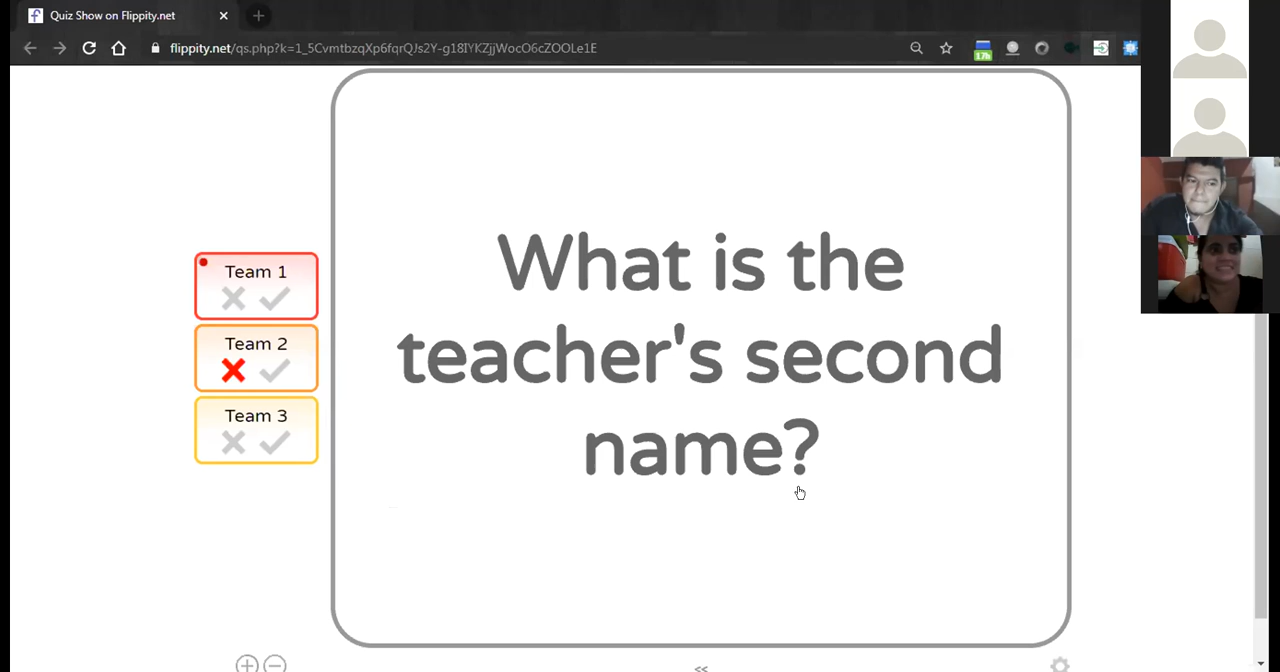 Quiz Show on Flippity.net
flippity.net/qs.php?k=1_5CvmtbzqXp6fqrQJs2Y-g18IYKZjjWocO6cZOOLe1E
17h
What is the
teacher's second
name?
Team 1
Team 2
Team 3
<<